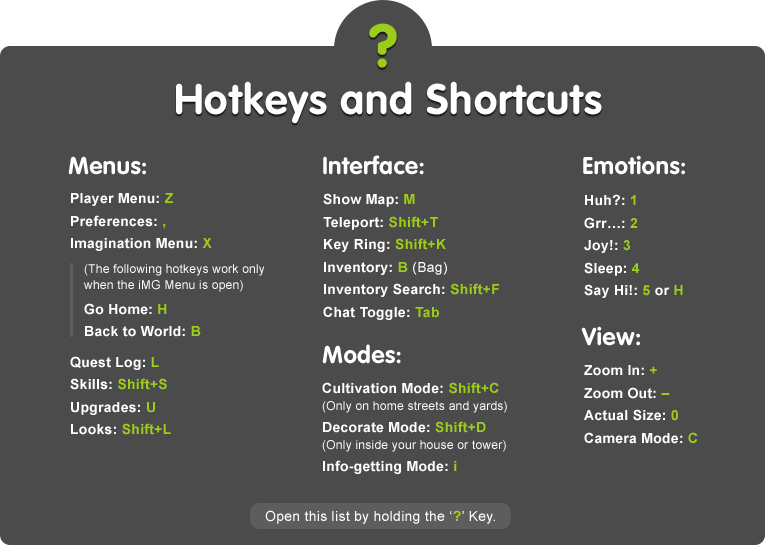 ?
Hotkeys and Shortcuts
Menus:
Player Menu: Z
Preferences: ,
Imagination Menu: X
(The following hotkeys work only
when the iMG Menu is open)
Go Home: H
Back to World: B
Quest Log: L
Skills: Shift+S
Upgrades: U
Looks: Shift+L
Interface:
Show Map: M
Teleport: Shift+T
Key Ring: Shift+K
Inventory: B (Bag)
Inventory Search: Shift+F
Chat Toggle: Tab
Modes:
Cultivation Mode: Shift+C
(Only on home streets and yards)
Decorate Mode: Shift+D
(Only inside your house or tower)
Info-getting Mode: i
Emotions:
Huh?: 1
Grr...: 2
Joy!: 3
Sleep: 4
Say Hi!: 5 or H
View:
Zoom In: +
Zoom Out: –
Actual Size: 0
Camera Mode: C
Open this list by holding the ‘?’ Key.